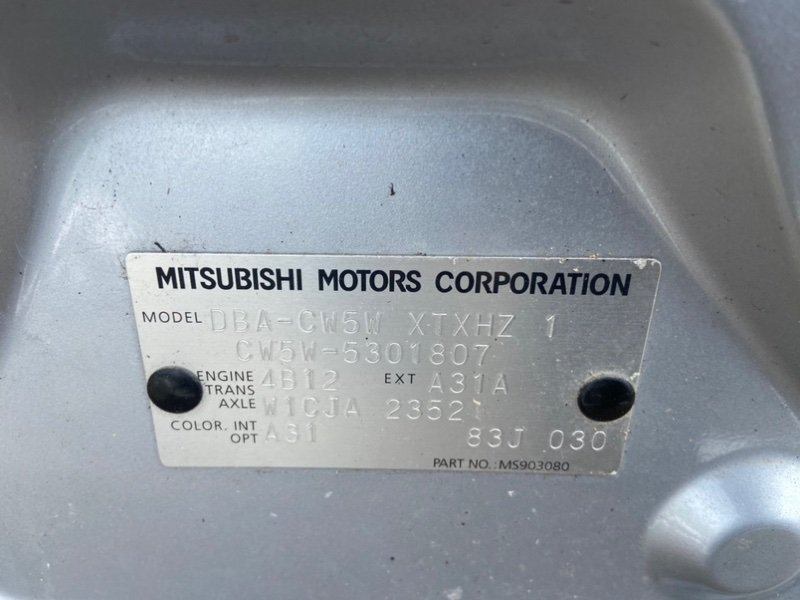 MITSUBISHI MOTORS CORPORATION
MODEL DBA-CW5W XTXHZ 1
CW5W-5301807
ENGINE 4B12 EXT A31A
TRANS
AXLE W1CJA 23521
COLOR. INT
OPT A31 83J 030
PART NO.: MS903080